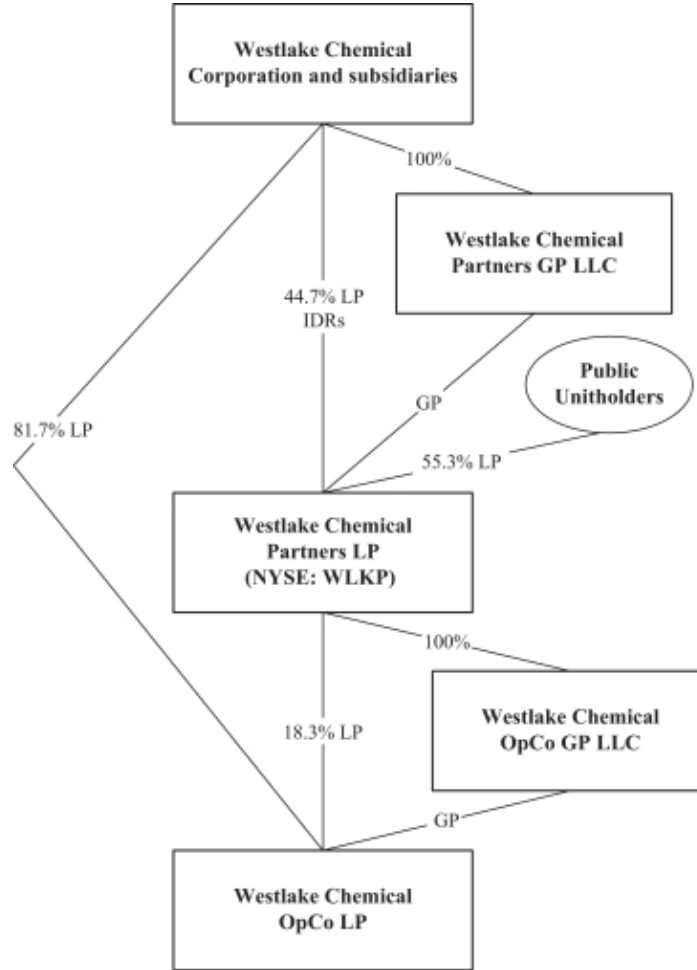 Westlake Chemical
Corporation and subsidiaries
100%
Westlake Chemical
Partners GP LLC
44.7% LP
IDRs
Public
Unitholders
GP
81.7% LP
55.3% LP
Westlake Chemical
Partners LP
(NYSE: WLKP)
100%
Westlake Chemical
OpCo GP LLC
18.3% LP
GP
Westlake Chemical
OpCo LP